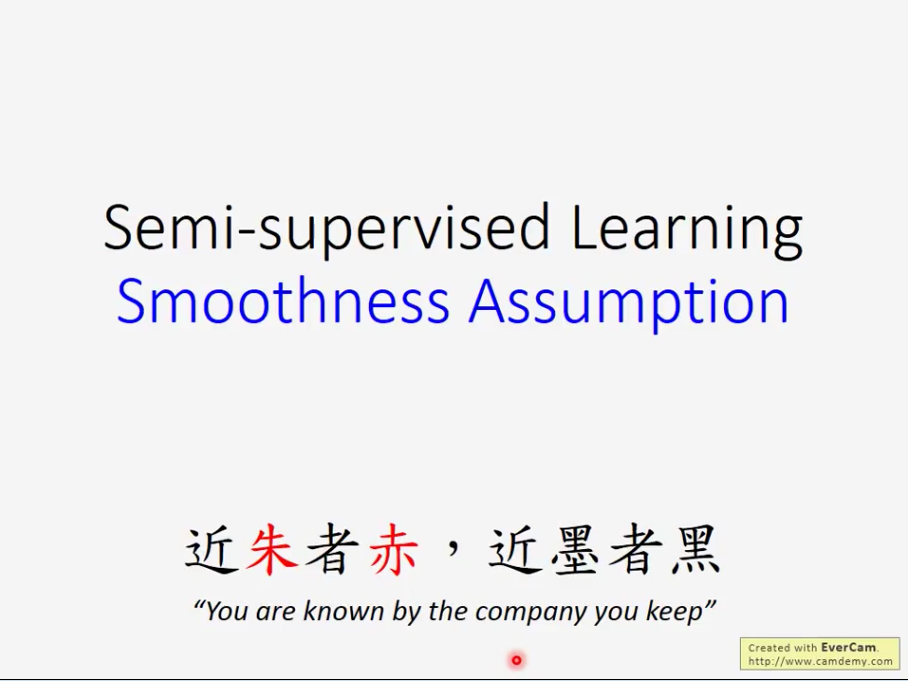 Semi-supervised Learning
Smoothness Assumption
近朱者赤，近墨者黑
“You are known by the company you keep”
Created with EverCam.
http://www.camdemy.com